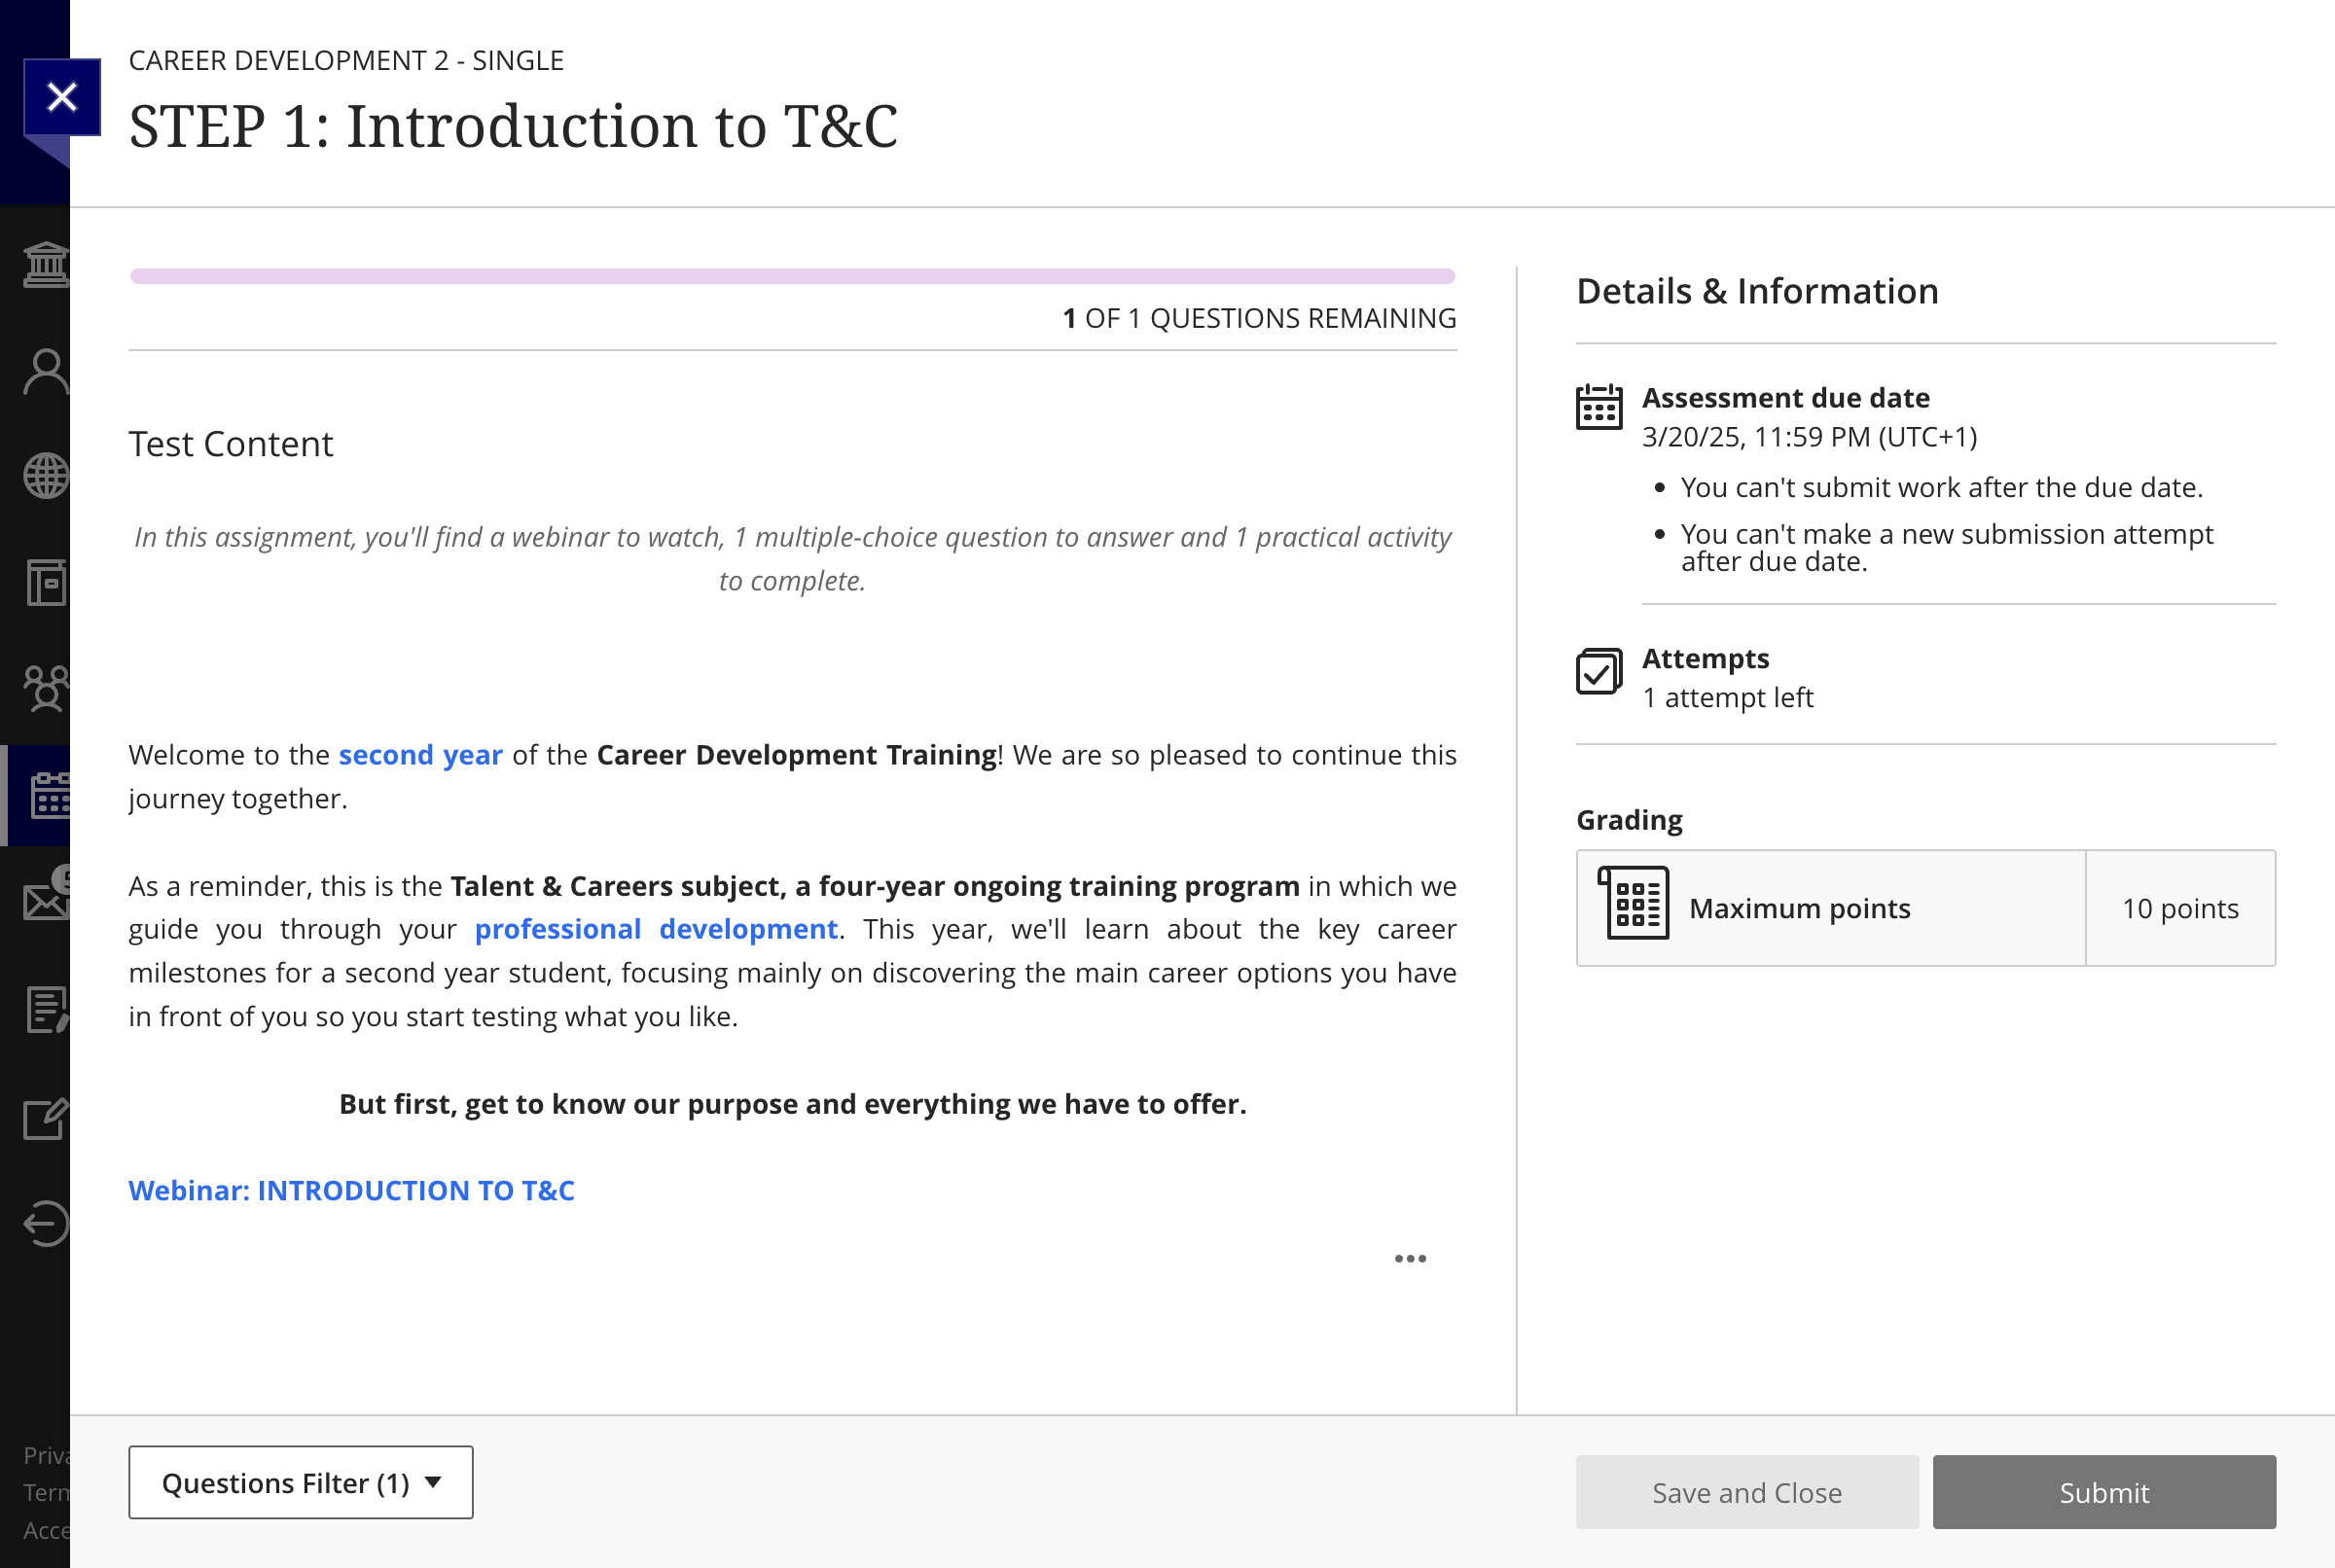 CAREER DEVELOPMENT 2 - SINGLE
STEP 1: Introduction to T&C
1 OF 1 QUESTIONS REMAINING
Test Content
In this assignment, you'll find a webinar to watch, 1 multiple-choice question to answer and 1 practical activity
to complete.
Welcome to the second year of the Career Development Training! We are so pleased to continue this
journey together.
As a reminder, this is the Talent & Careers subject, a four-year ongoing training program in which we
guide you through your professional development. This year, we'll learn about the key career
milestones for a second year student, focusing mainly on discovering the main career options you have
in front of you so you start testing what you like.
But first, get to know our purpose and everything we have to offer.
Webinar: INTRODUCTION TO T&C
Details & Information
Assessment due date
3/20/25, 11:59 PM (UTC+1)
You can't submit work after the due date.
You can't make a new submission attempt
after due date.
Attempts
1 attempt left
Grading
Maximum points
10 points
Priva
Term
Acce
Questions Filter (1)
Save and Close
Submit